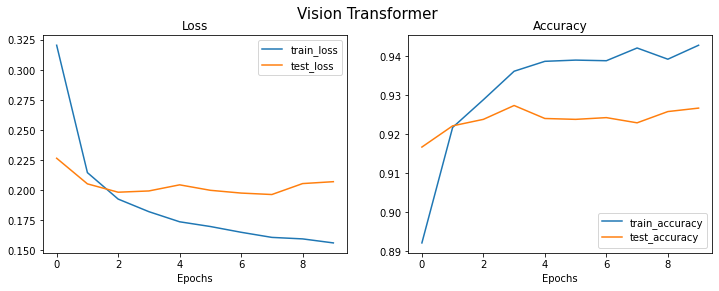 Vision Transformer
Loss
0.325
0.300
0.275
0.250
0.225
0.200
0.175
0.150
train_loss
test_loss
0 2 4 6 8
Epochs
Accuracy
0.94
0.93
0.92
0.91
0.90
0.89
train_accuracy
test_accuracy
0 2 4 6 8
Epochs